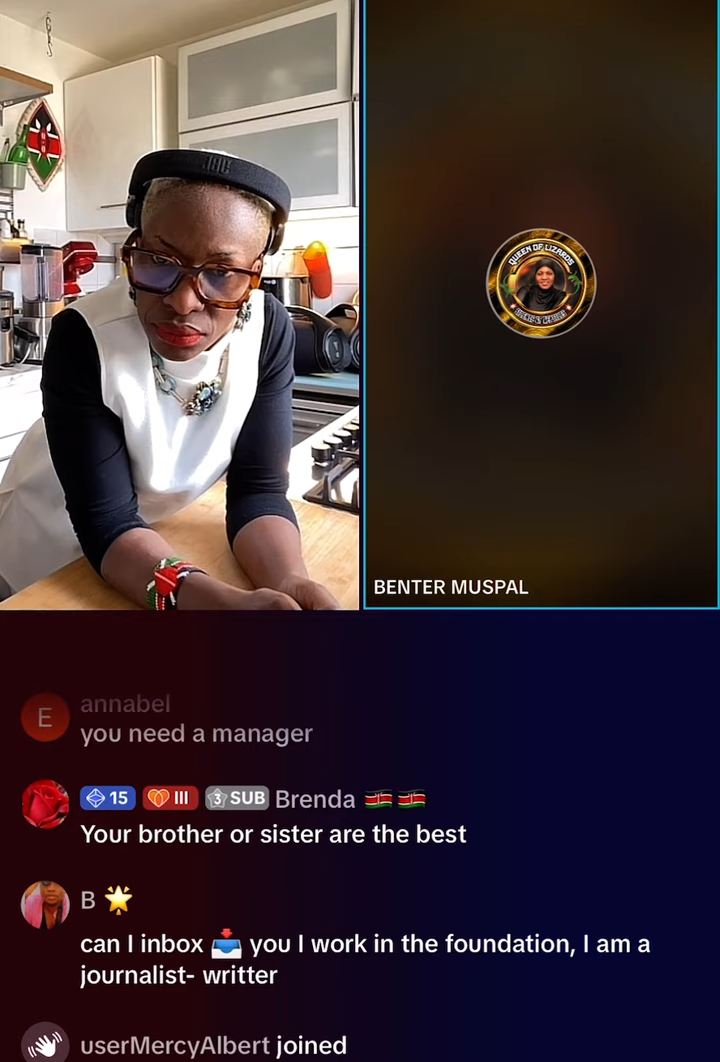 JBL
QUEEN OF LIZARDS
BENTER MUSPAL
annabel
E
you need a manager
15 III 3 SUB Brenda 🇰🇪🇰🇪
Your brother or sister are the best
B 🌟
can I inbox 📥 you I work in the foundation, I am a
journalist- writter
userMercyAlbert joined